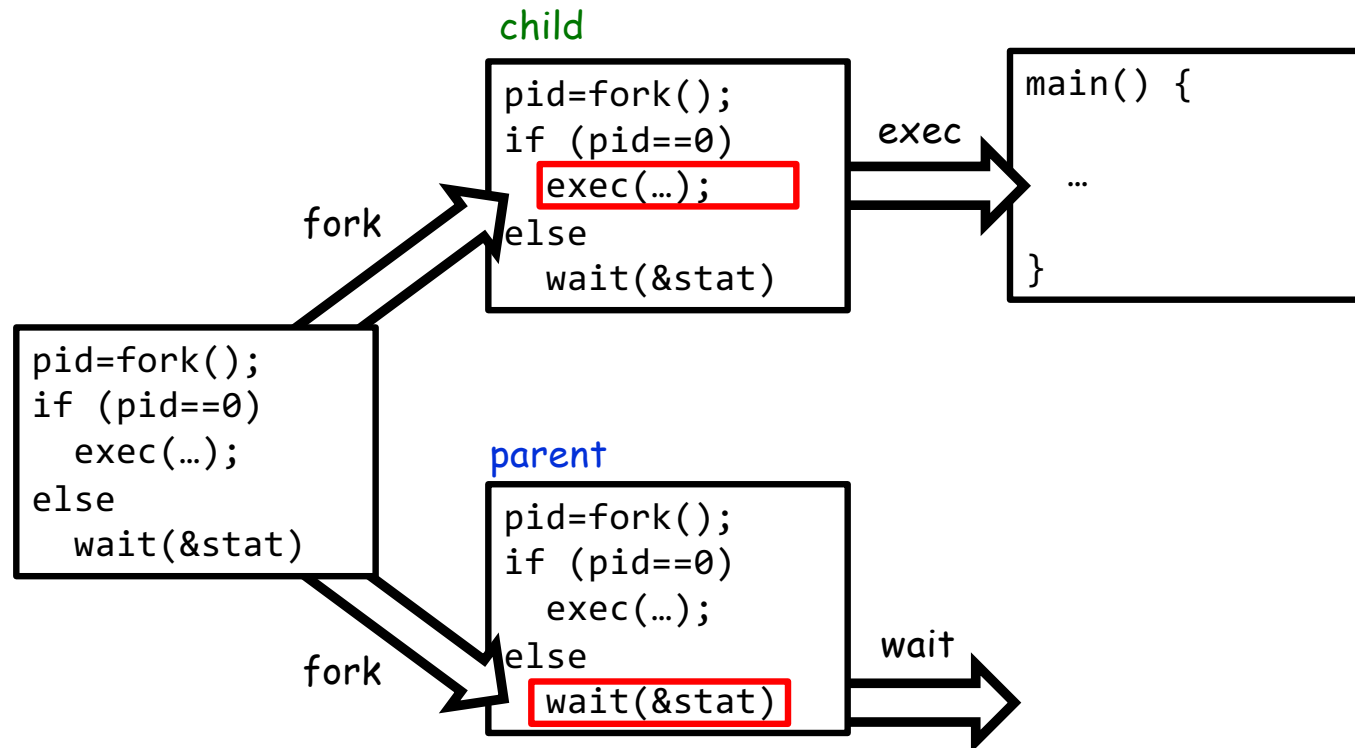 child
pid=fork();
if (pid==0)
  exec(…);
else
  wait(&stat)
exec
main() {
  …
}
fork
pid=fork();
if (pid==0)
  exec(…);
else
  wait(&stat)
fork
parent
pid=fork();
if (pid==0)
  exec(…);
else
  wait(&stat)
wait